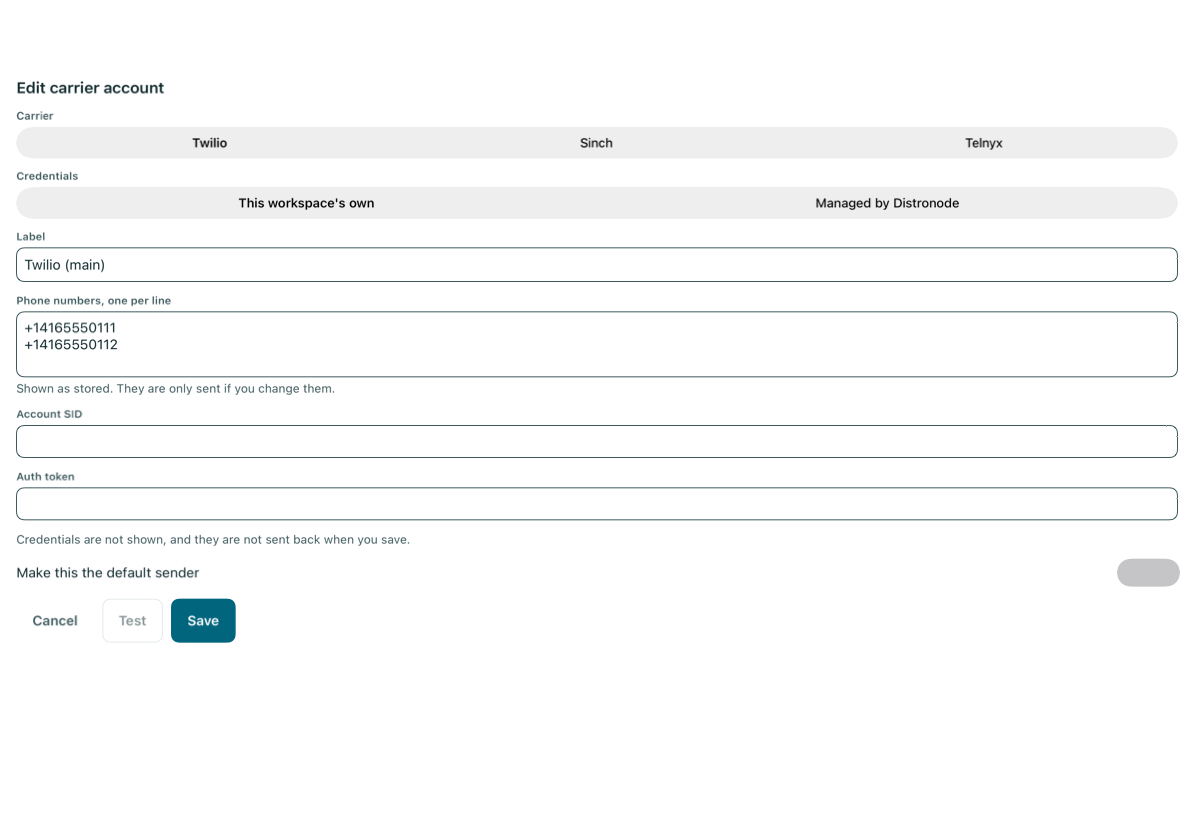 Edit carrier account
Carrier
Twilio Sinch Telnyx
Credentials
This workspace's own Managed by Distronode
Label
Twilio (main)
Phone numbers, one per line
+14165550111
+14165550112
Shown as stored. They are only sent if you change them.
Account SID
Auth token
Credentials are not shown, and they are not sent back when you save.
Make this the default sender
Cancel Test Save